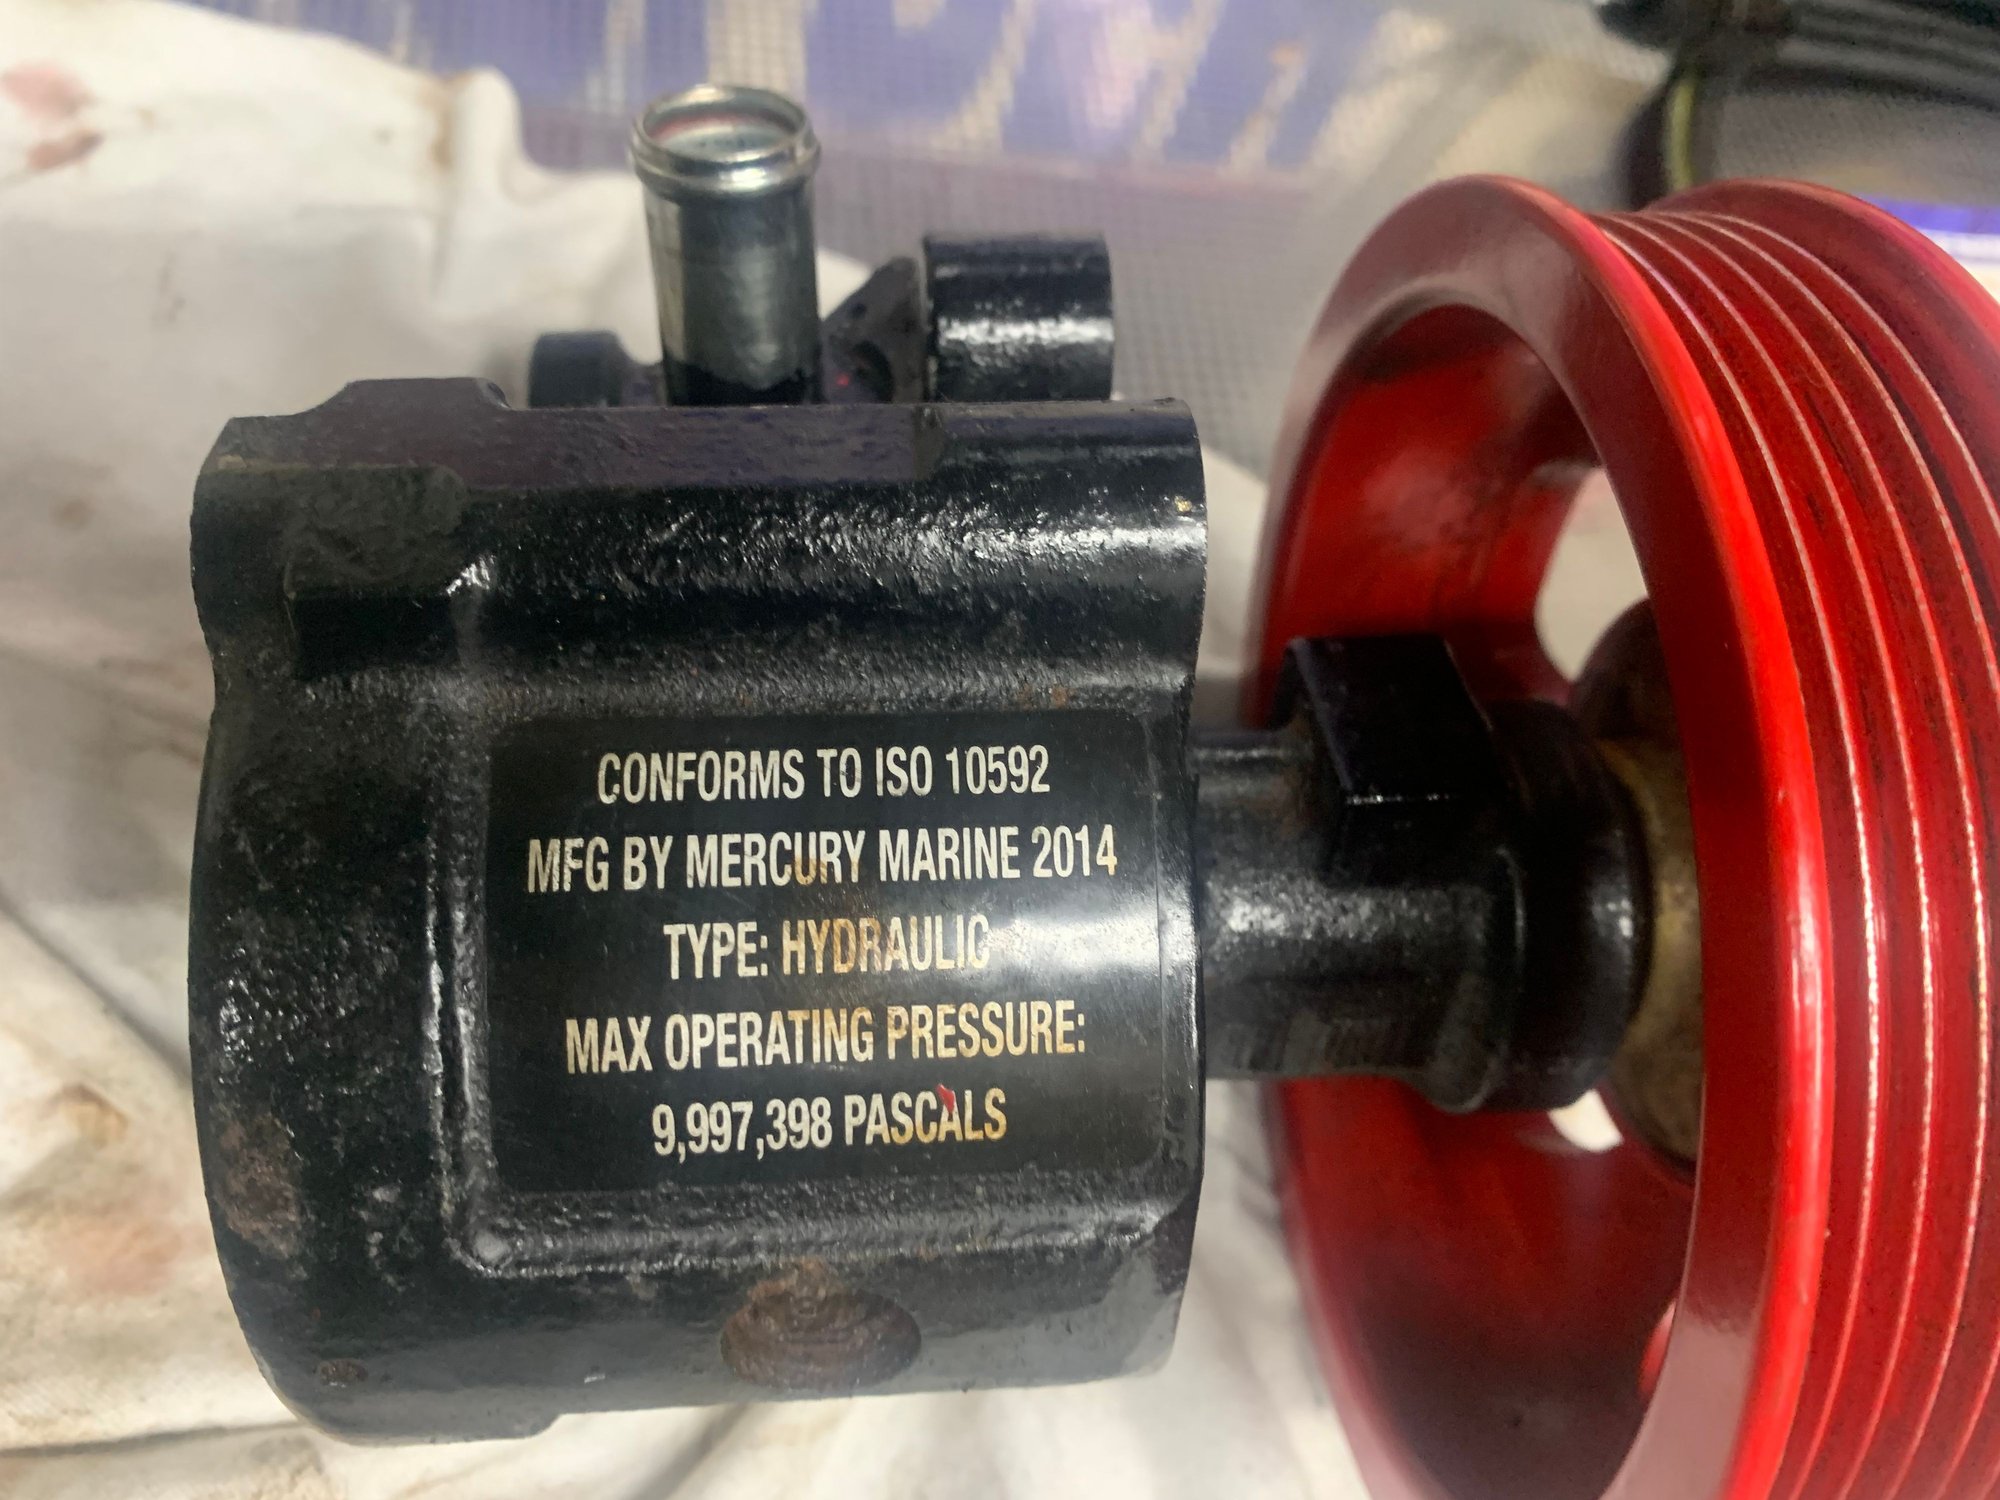 CONFORMS TO ISO 10592
MFG BY MERCURY MARINE 2014
TYPE: HYDRAULIC
MAX OPERATING PRESSURE:
9,997,398 PASCALS